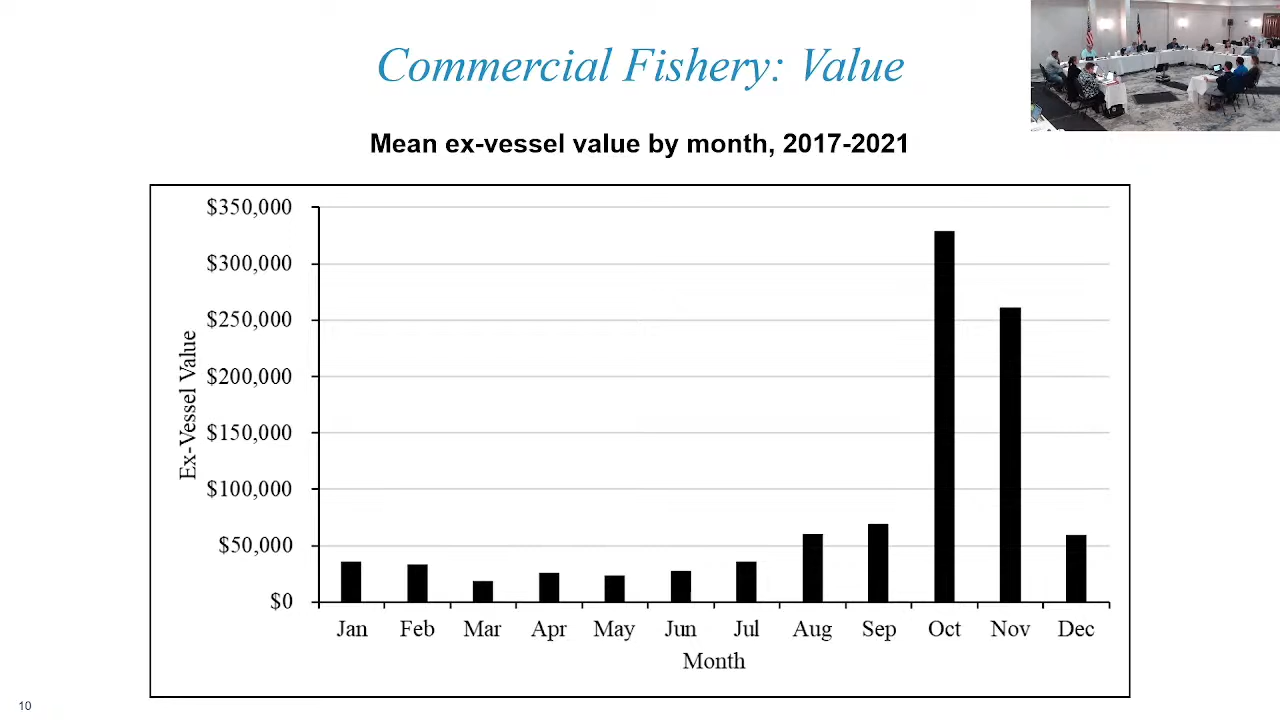 Commercial Fishery: Value
Mean ex-vessel value by month, 2017-2021
$350,000
$300,000
$250,000
$200,000
$150,000
$100,000
$50,000
$0
Ex-Vessel Value
Jan Feb Mar Apr May Jun Jul Aug Sep Oct Nov Dec
Month
10